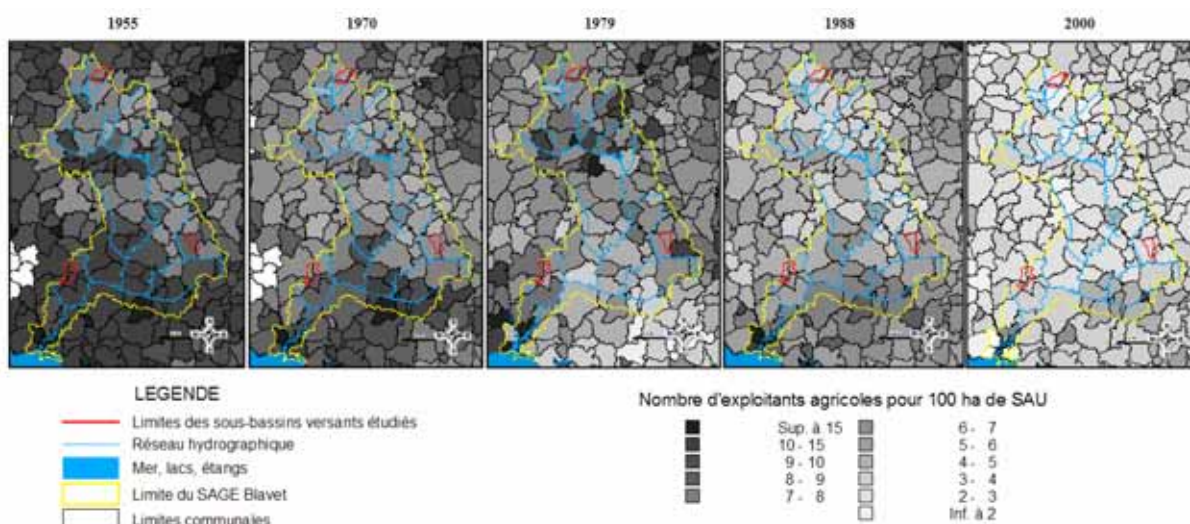 1955
1970
1979
1988
2000
LEGENDE
Limites des sous-bassins versants étudiés
Réseau hydrographique
Mer, lacs, étangs
Limite du SAGE Blavet
Limites communales
Nombre d'exploitants agricoles pour 100 ha de SAU
Sup. à 15
10 - 15
9 - 10
8 - 9
7 - 8
6 - 7
5 - 6
4 - 5
3 - 4
2 - 3
Inf. à 2